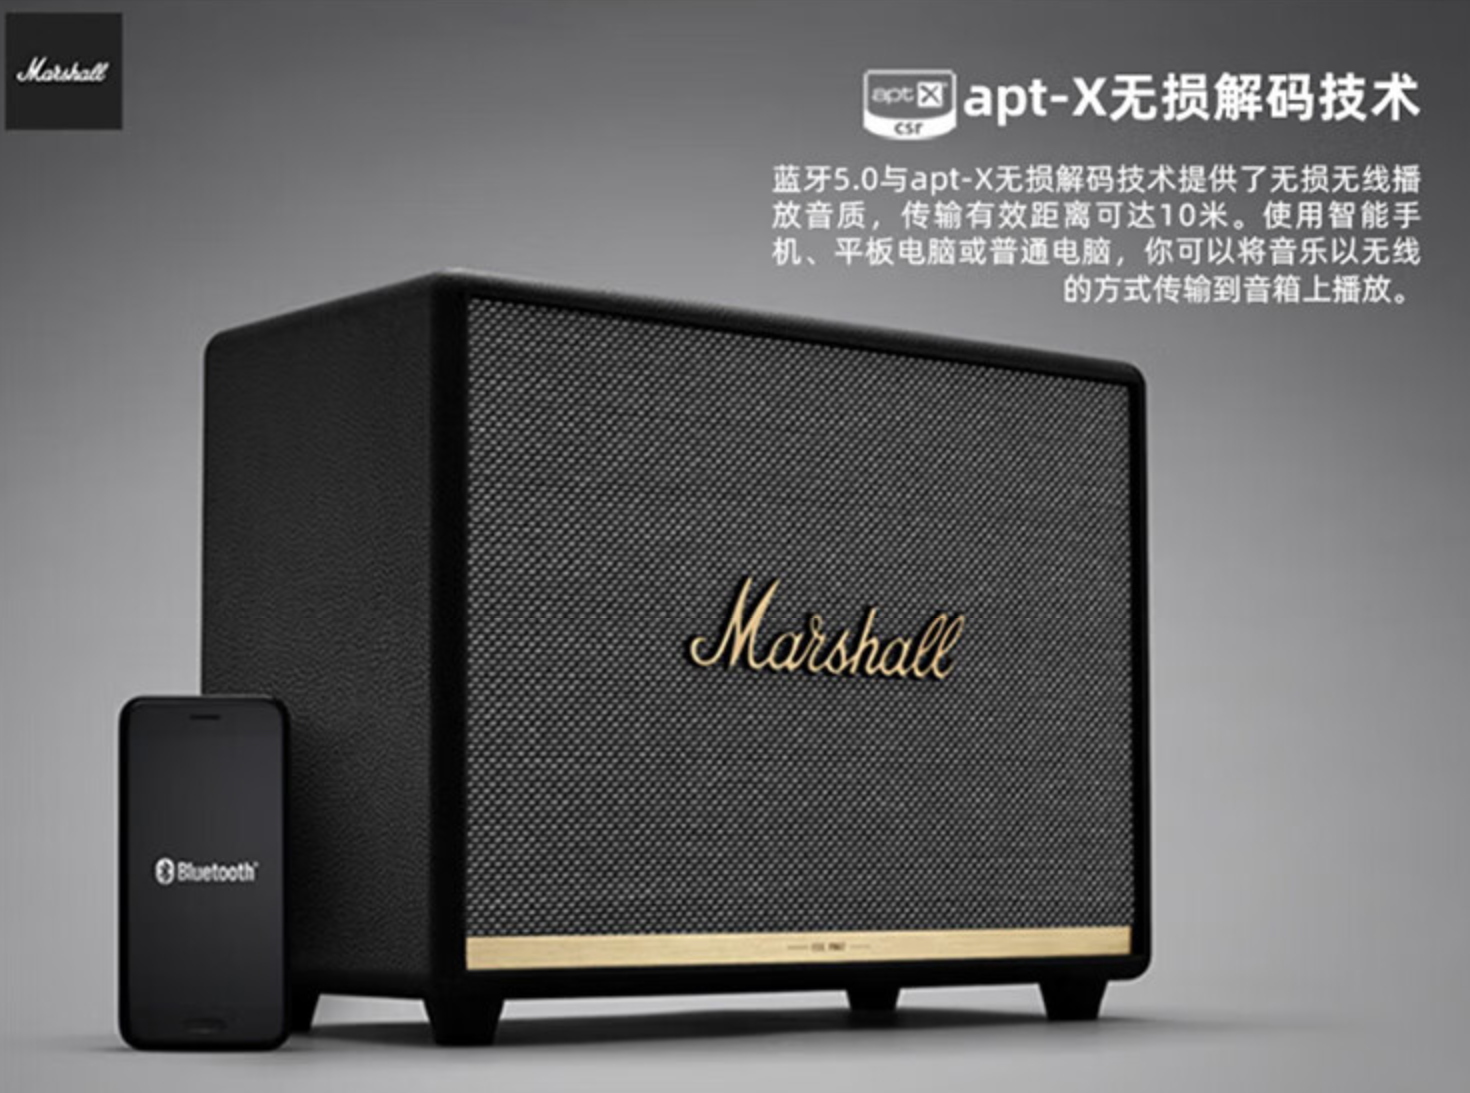 Marshall
aptX
csr
apt-X无损解码技术
蓝牙5.0与apt-X无损解码技术提供了无损无线播
放音质，传输有效距离可达10米。使用智能手
机、平板电脑或普通电脑，你可以将音乐以无线
的方式传输到音箱上播放。
Marshall
Bluetooth